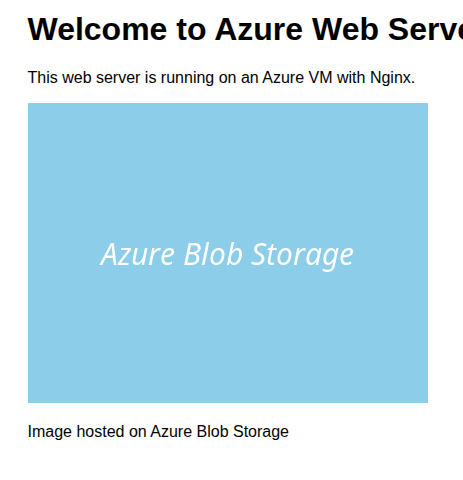 Welcome to Azure Web Serve
This web server is running on an Azure VM with Nginx.
Azure Blob Storage
Image hosted on Azure Blob Storage